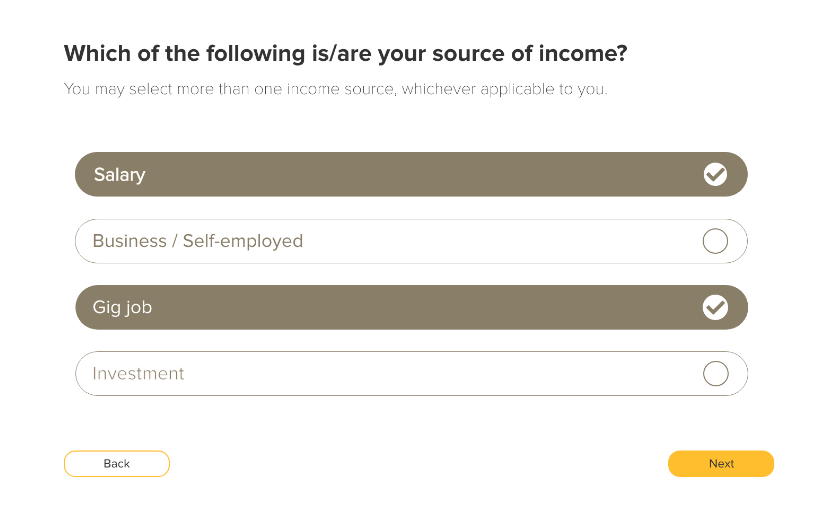 Which of the following is/are your source of income?
You may select more than one income source, whichever applicable to you.
Salary
Business / Self-employed
Gig job
Investment
Back
Next